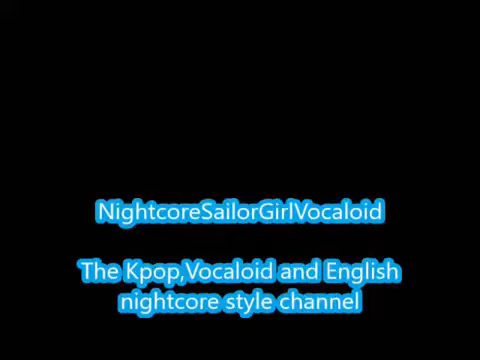 NightcoreSailorGirlVocaloid
The Kpop,Vocaloid and English
nightcore style channel